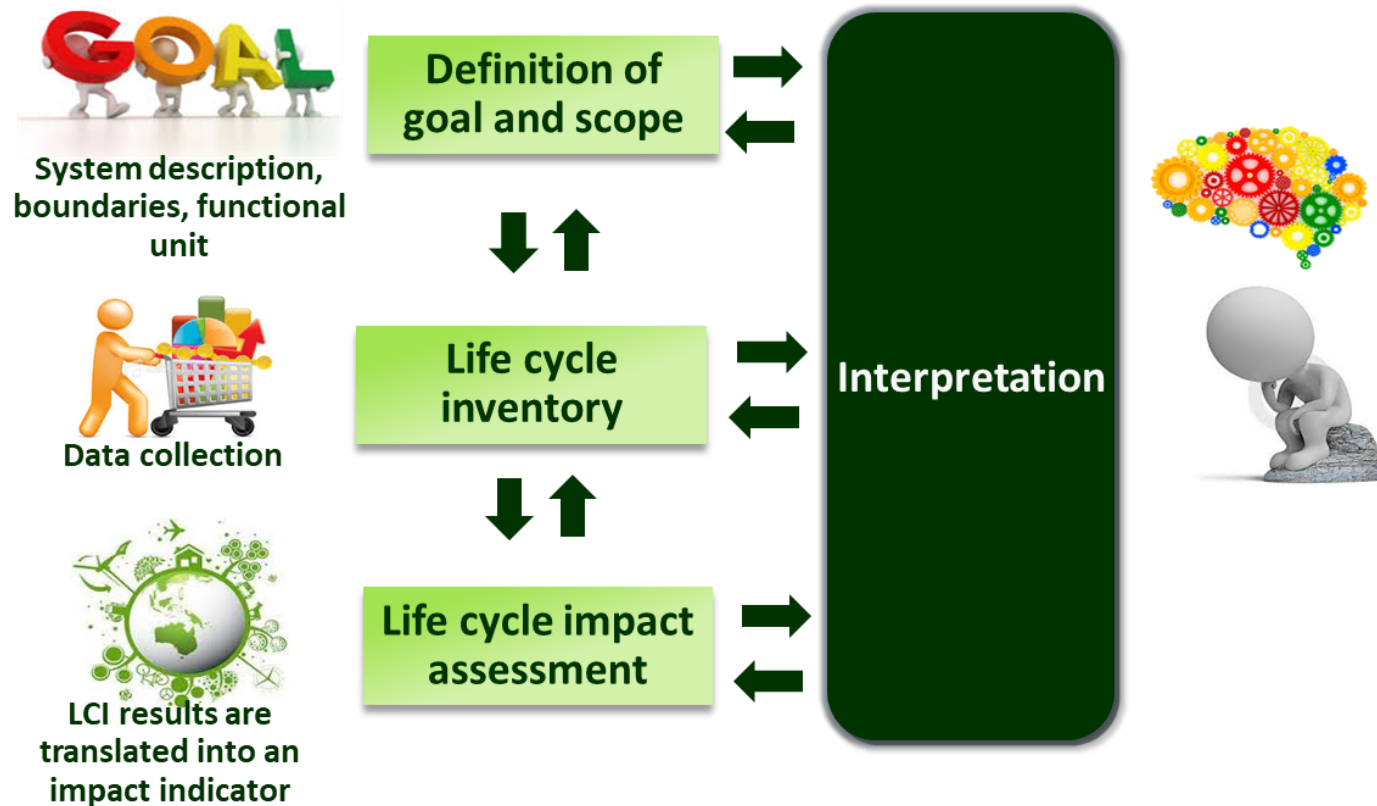 GOAL
System description,
boundaries, functional
unit
Definition of
goal and scope
Data collection
Life cycle
inventory
LCI results are
translated into an
impact indicator
Life cycle impact
assessment
Interpretation